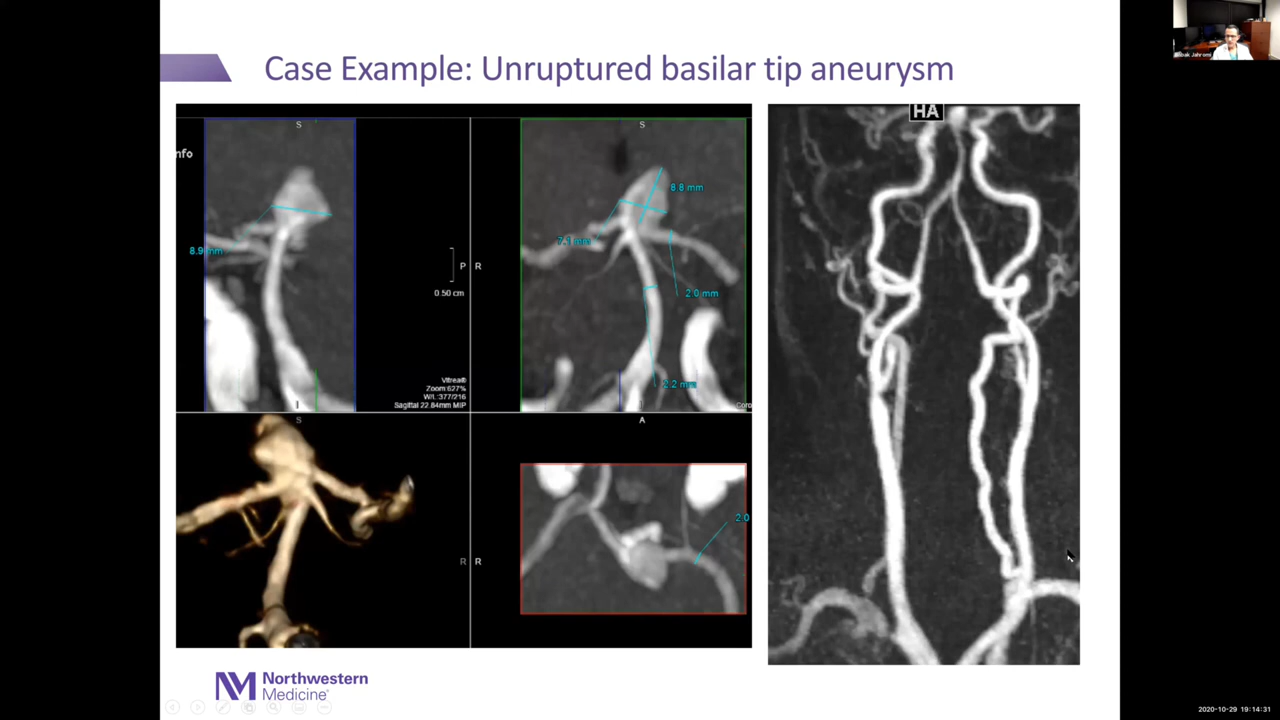 Case Example: Unruptured basilar tip aneurysm
S
nfo
8.9 mm
P
0.50 cm
Vitrea®
Zoom:627%
W/L:377/216
Sagittal 22.84mm MIP
I
S
8.8 mm
7.1 mm
R
2.0 mm
2.2 mm
I
Coro
S
R
A
R
2.0
HA
Northwestern
Medicine®
2020-10-29 19:14:31